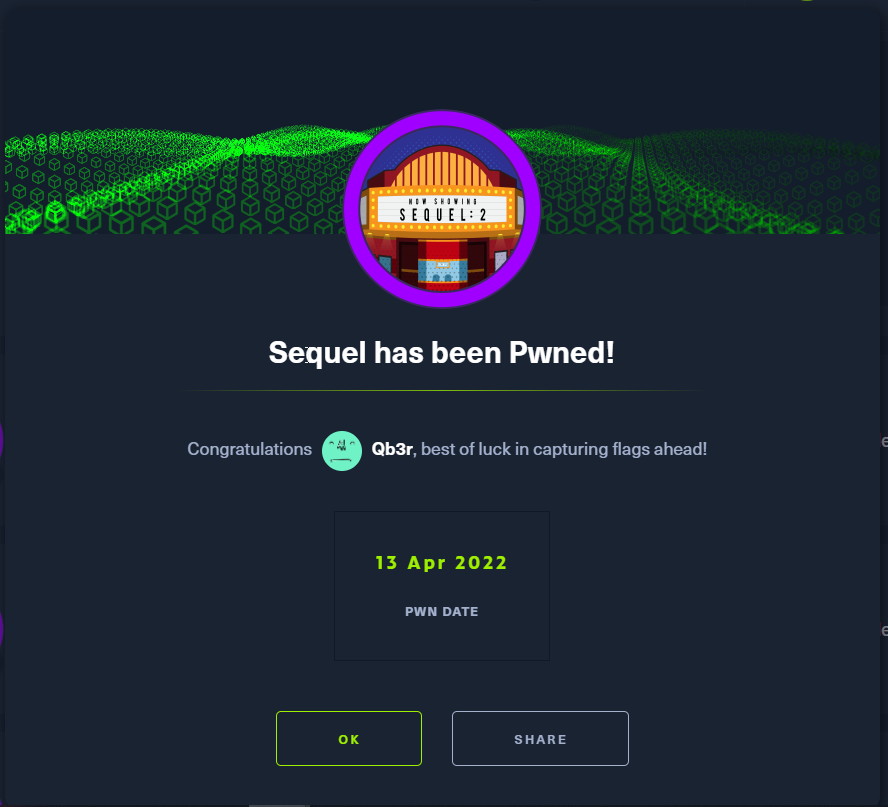 NOW SHOWING
SEQUEL: 2
Sequel has been Pwned!
Congratulations Qb3r, best of luck in capturing flags ahead!
13 Apr 2022
PWN DATE
OK
SHARE